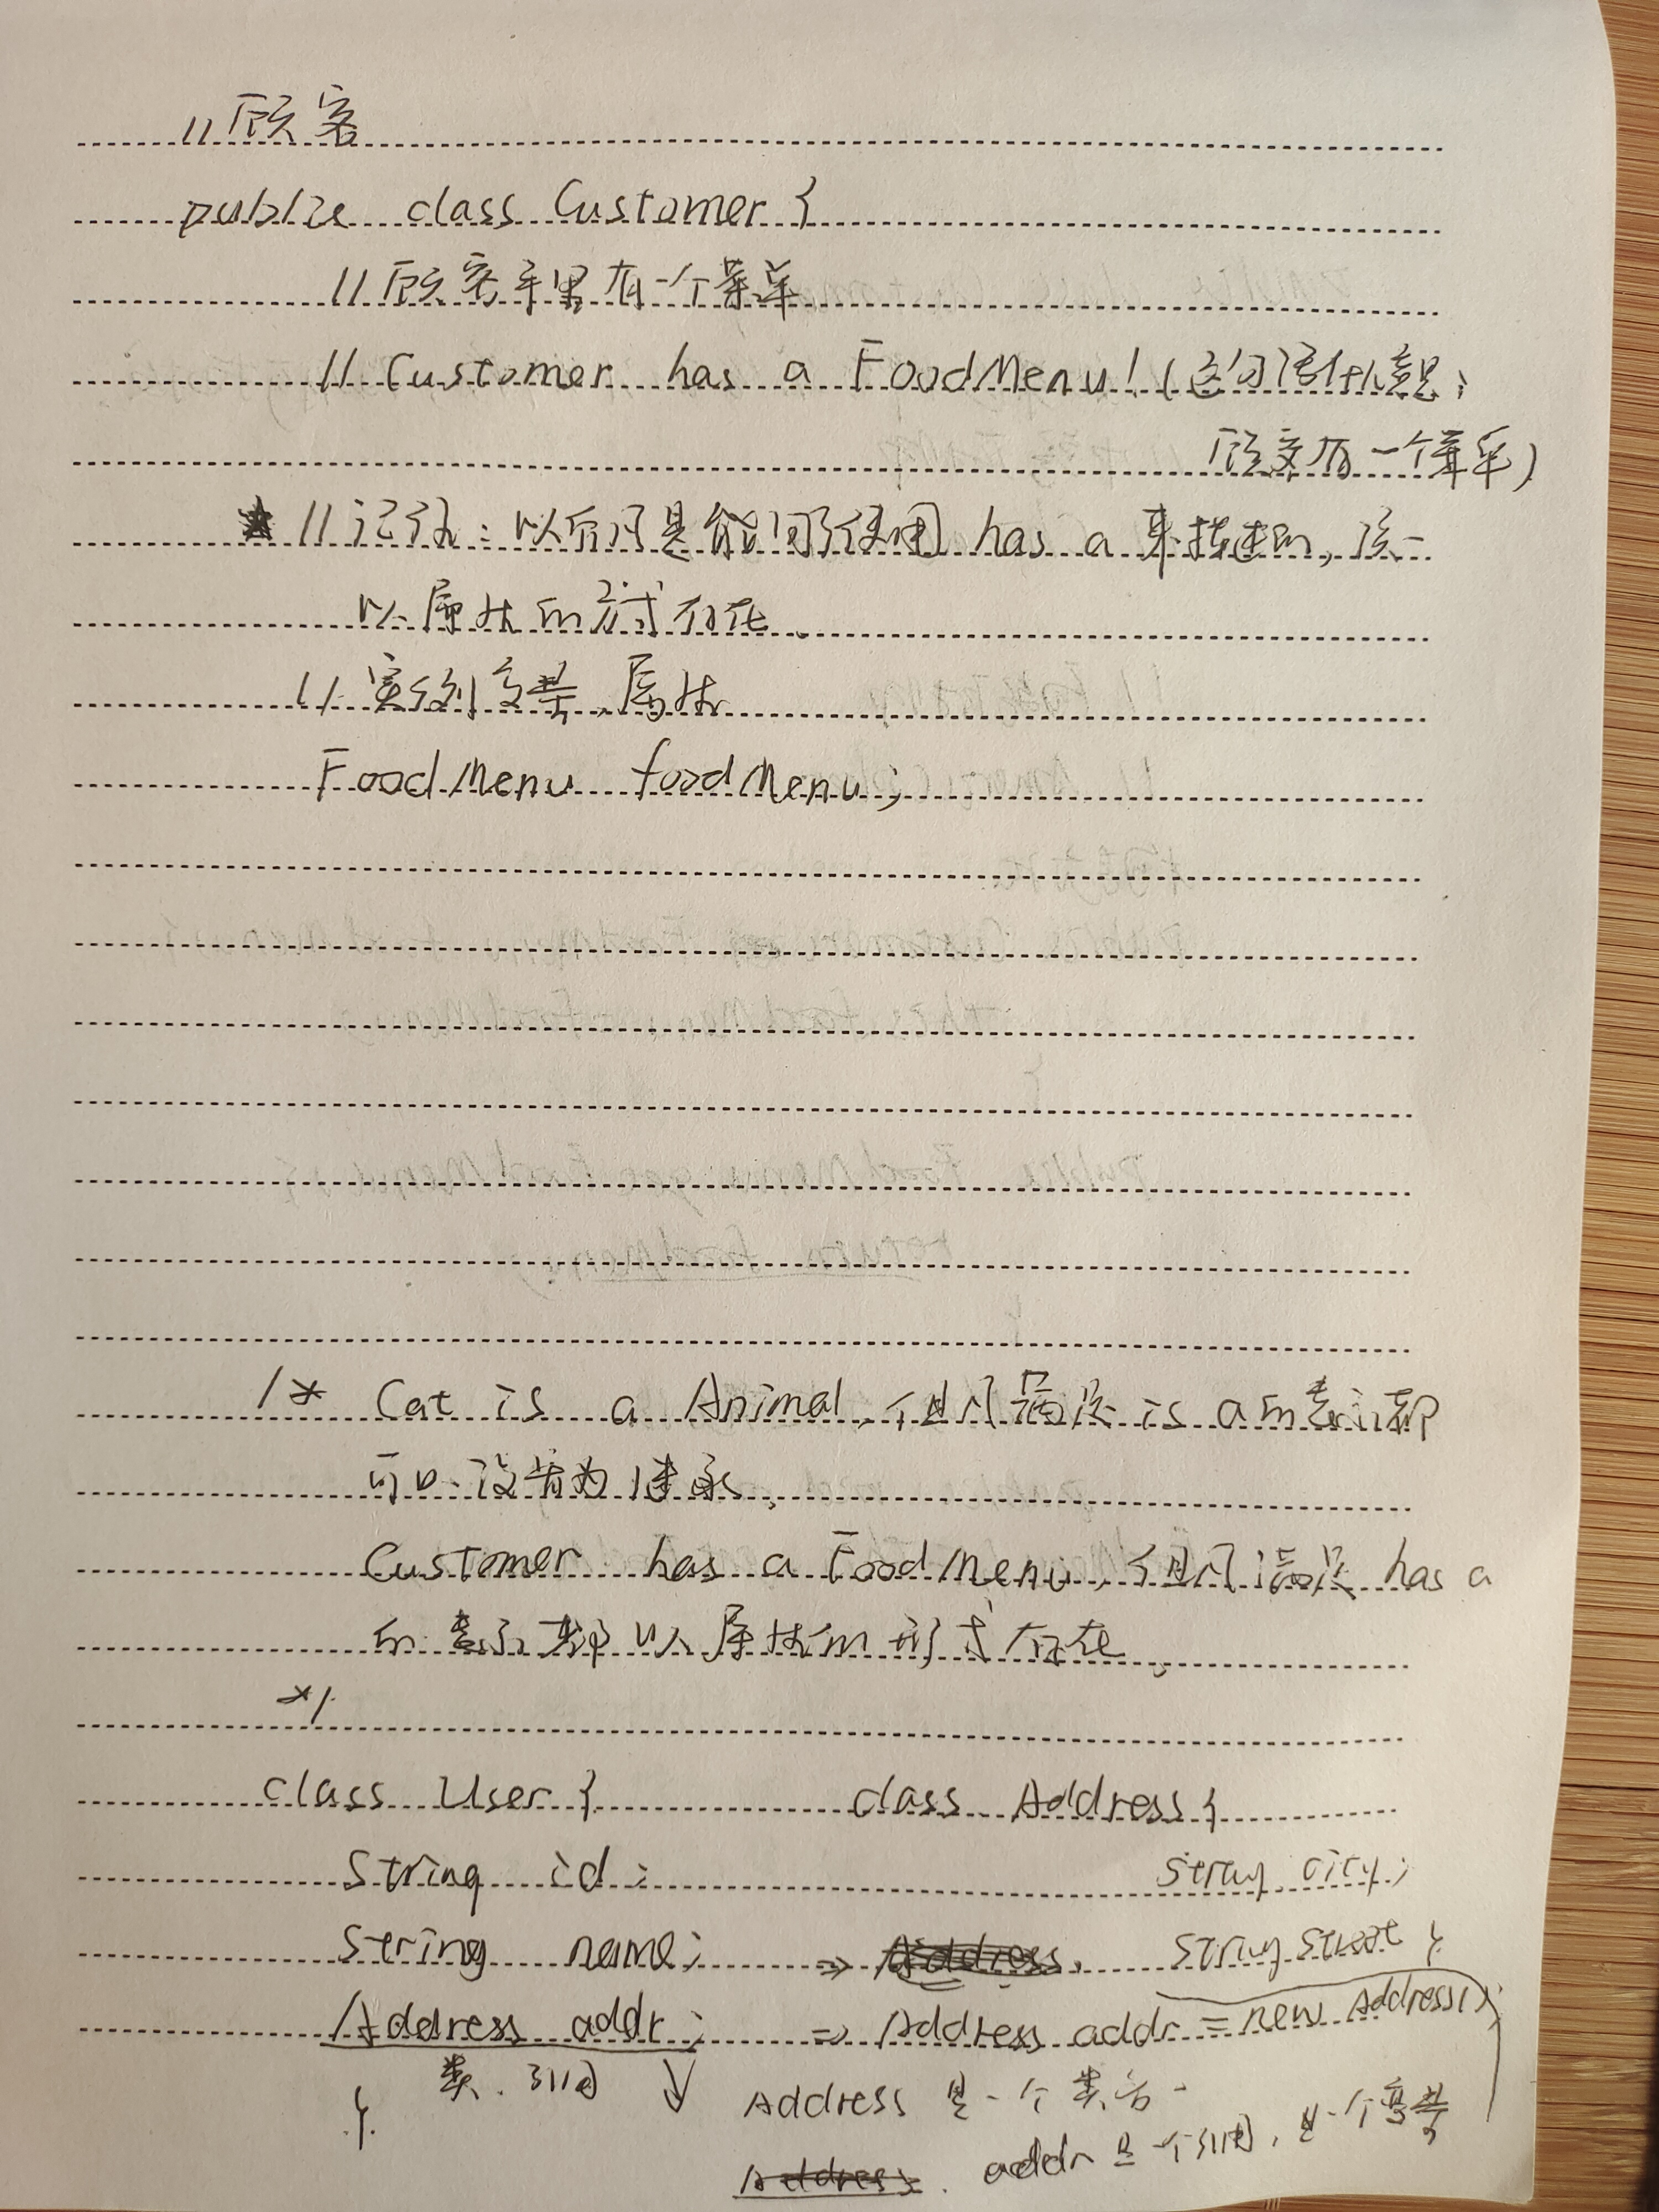 //顾客
public class Customer {
//顾客手里有一个菜单
// Customer has a FoodMenu!(这句话什么意思:
顾客有一个菜单)
★ //记住:以后凡是能够使用 has a 来描述的,统一
以属性的方式存在、
//实例变量,属性
FoodMenu foodMenu;
/* Cat is a Animal,但凡满足 is a的表示都
可以设置为继承、
Customer has a FoodMenu,但凡满足 has a
的表示都以属性的形式存在、
*/
class User { class Address {
String id; String city;
String name; => String street }
Address addr; => Address addr = new Address();
类、引用
} Address 是一个类名
addr 是一个引用,是一个变量